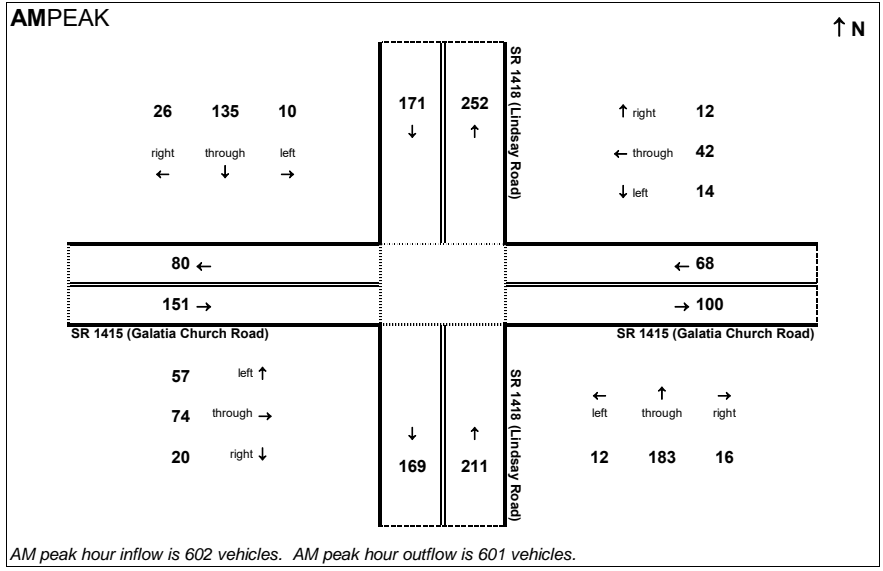 AMPEAK
↑ N
26 135 10
right through left
← ↓ →
171 252
↓ ↑
SR 1418 (Lindsay Road)
↑ right 12
← through 42
↓ left 14
80 ←
151 →
← 68
→ 100
SR 1415 (Galatia Church Road)
SR 1415 (Galatia Church Road)
57 left ↑
74 through →
20 right ↓
↓ ↑
169 211
SR 1418 (Lindsay Road)
← ↑ →
left through right
12 183 16
AM peak hour inflow is 602 vehicles. AM peak hour outflow is 601 vehicles.